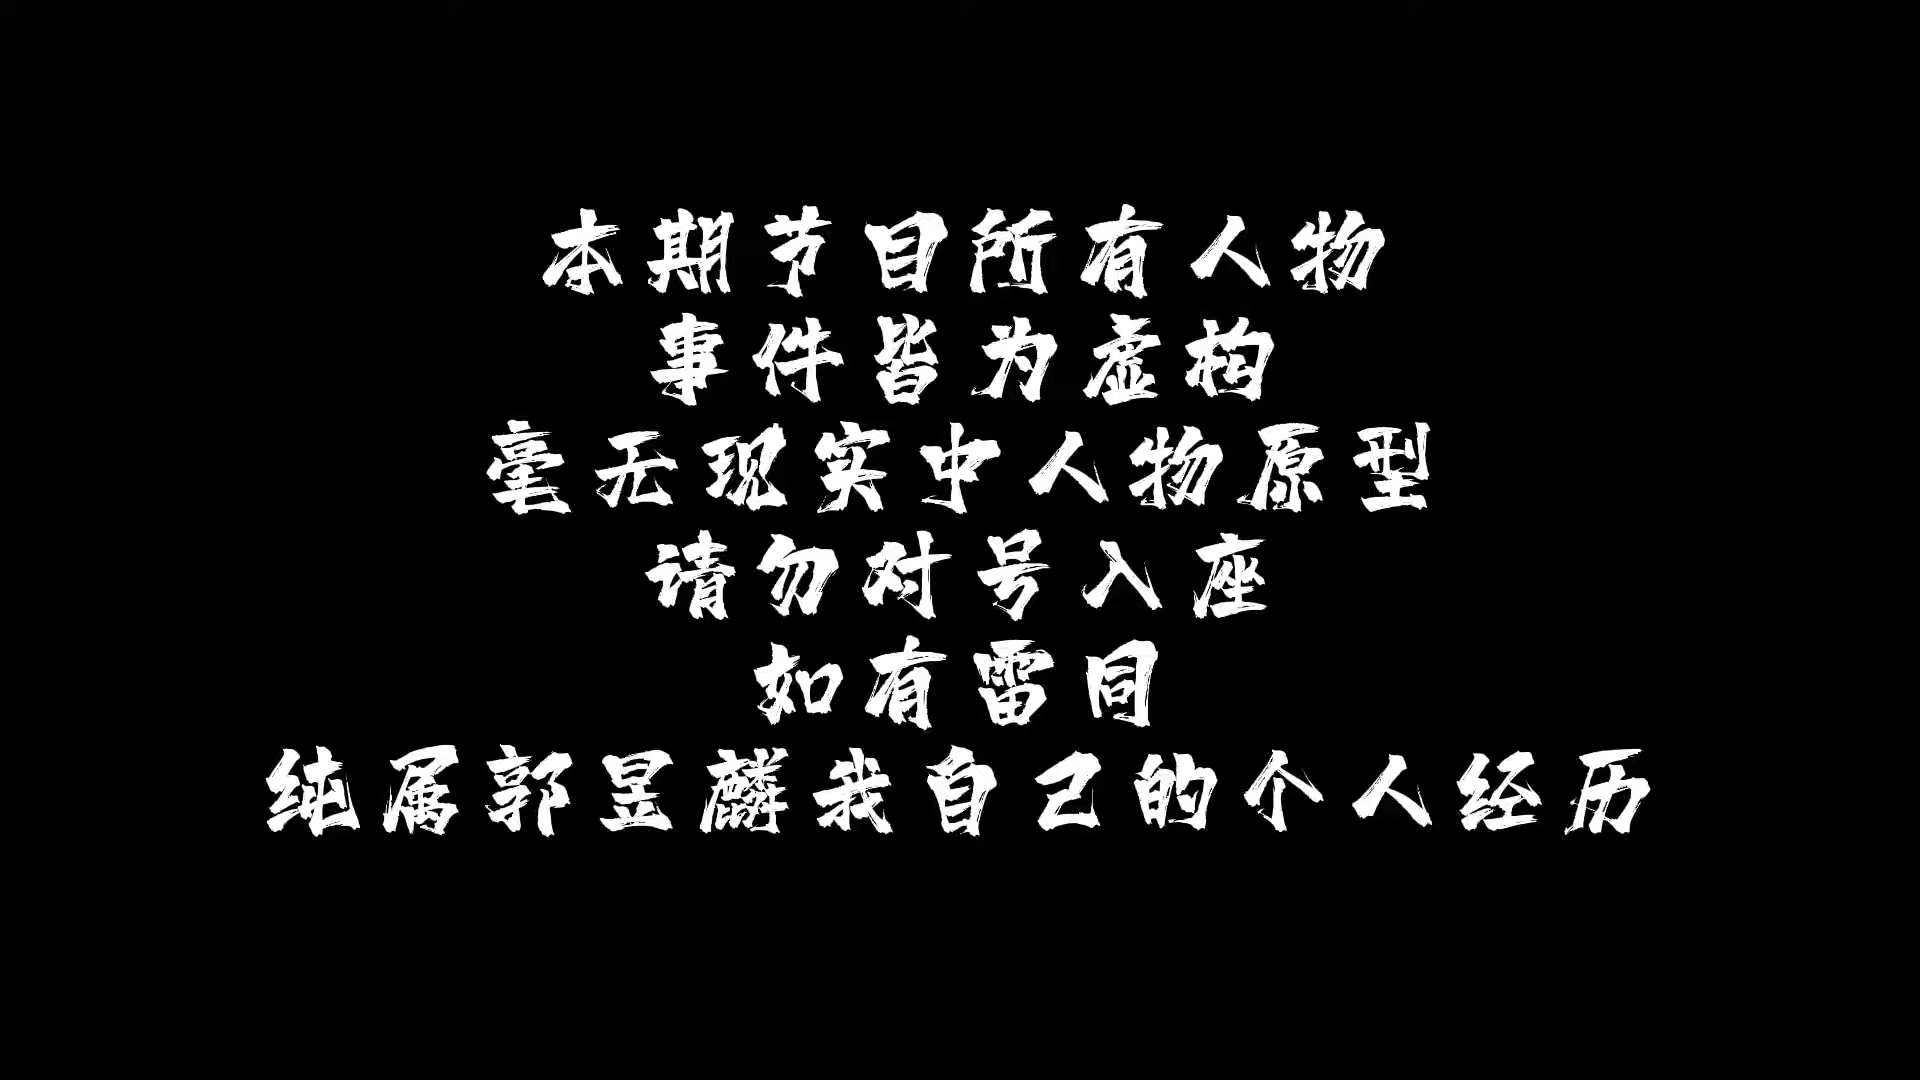 本期节目所有人物
事件皆为虚构
毫无现实中人物原型
请勿对号入座
如有雷同
纯属郭昱麟我自己的个人经历